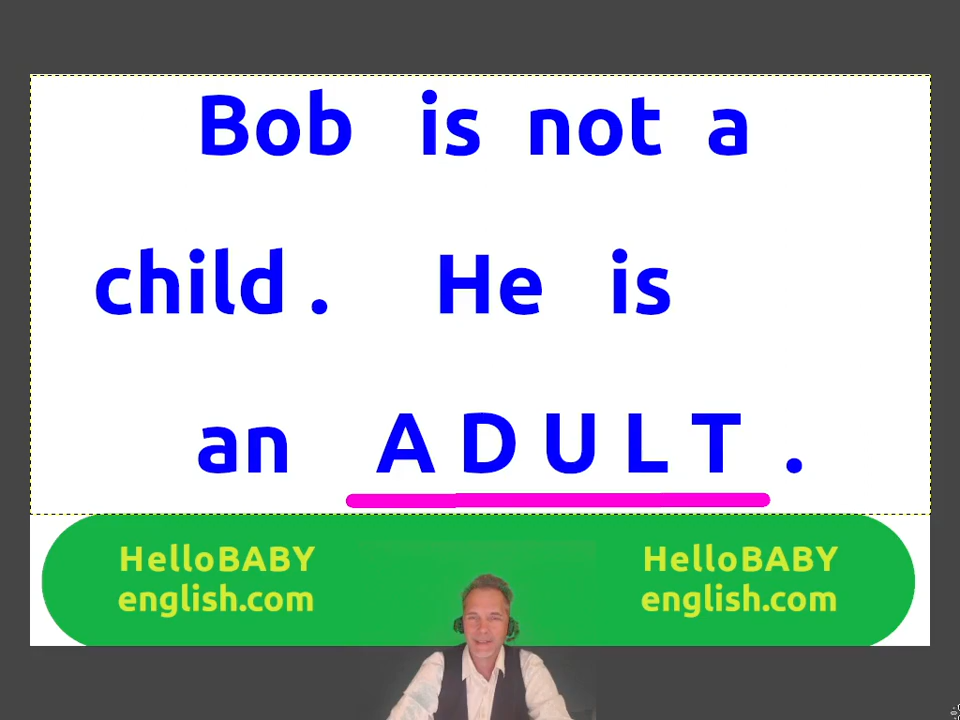 Bob is not a
child. He is
an ADULT.
HelloBABY
english.com
HelloBABY
english.com